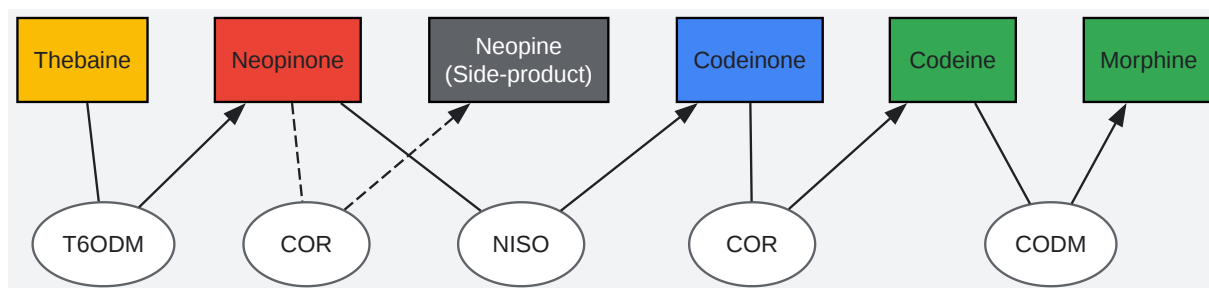 Thebaine
Neopinone
Neopine
(Side-product)
Codeinone
Codeine
Morphine
T6ODM
COR
NISO
COR
CODM